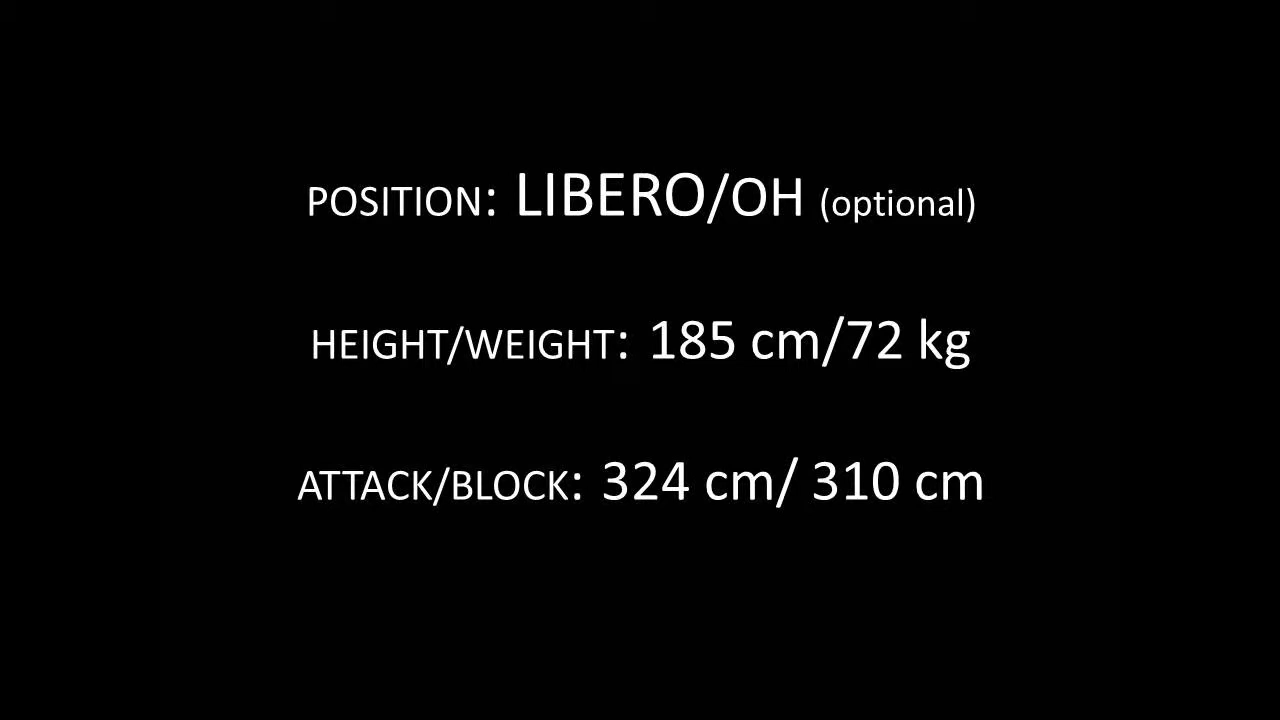 POSITION: LIBERO/OH (optional)
HEIGHT/WEIGHT: 185 cm/72 kg
ATTACK/BLOCK: 324 cm/ 310 cm